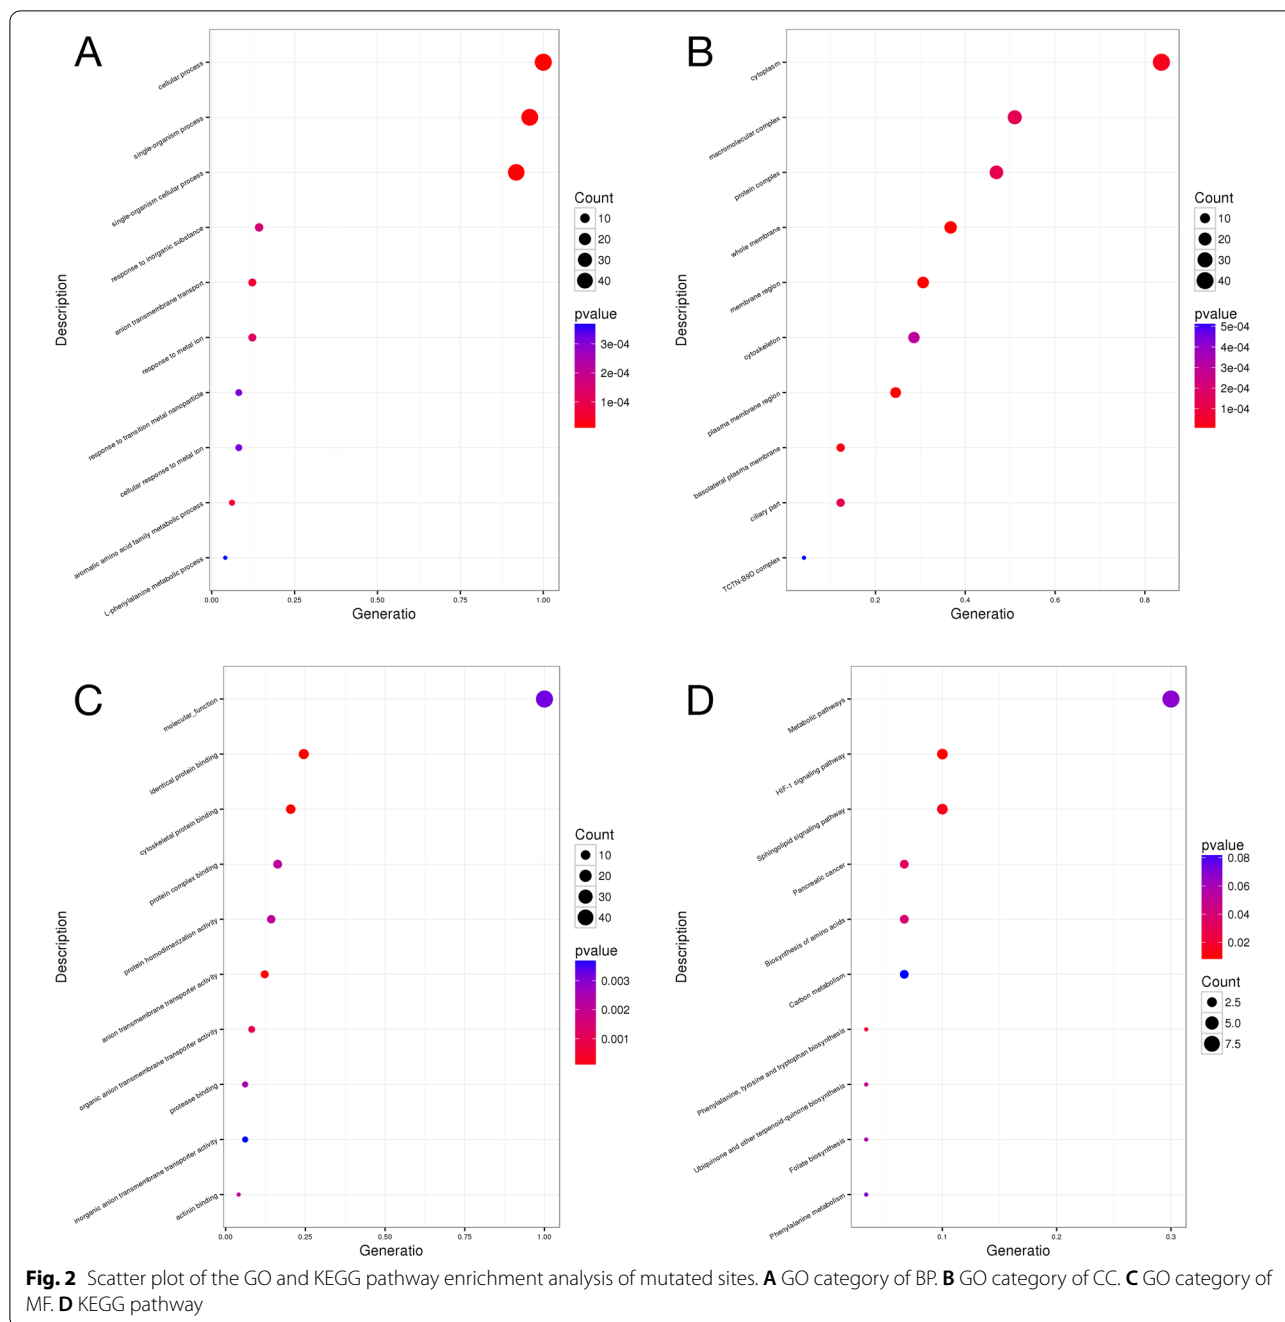 A
Description
cellular process
single-organism process
single-organism cellular process
response to inorganic substance
anion transmembrane transport
response to metal ion
response to transition metal nanoparticle
cellular response to metal ion
aromatic amino acid family metabolic process
L-phenylalanine metabolic process
0.00 0.25 0.50 0.75 1.00
Generatio
Count
10
20
30
40
pvalue
3e-04
2e-04
1e-04
B
Description
cytoplasm
macromolecular complex
protein complex
whole membrane
membrane region
cytoskeleton
plasma membrane region
basolateral plasma membrane
ciliary part
TCTN-B9D complex
0.2 0.4 0.6 0.8
Generatio
Count
10
20
30
40
pvalue
5e-04
4e-04
3e-04
2e-04
1e-04
C
Description
molecular_function
identical protein binding
cytoskeletal protein binding
protein complex binding
protein homodimerization activity
anion transmembrane transporter activity
organic anion transmembrane transporter activity
protease binding
inorganic anion transmembrane transporter activity
actinin binding
0.00 0.25 0.50 0.75 1.00
Generatio
Count
10
20
30
40
pvalue
0.003
0.002
0.001
D
Description
Metabolic pathways
HIF-1 signaling pathway
Sphingolipid signaling pathway
Pancreatic cancer
Biosynthesis of amino acids
Carbon metabolism
Phenylalanine, tyrosine and tryptophan biosynthesis
Ubiquinone and other terpenoid-quinone biosynthesis
Folate biosynthesis
Phenylalanine metabolism
0.1 0.2 0.3
Generatio
pvalue
0.08
0.06
0.04
0.02
Count
2.5
5.0
7.5
Fig. 2 Scatter plot of the GO and KEGG pathway enrichment analysis of mutated sites. A GO category of BP. B GO category of CC. C GO category of
MF. D KEGG pathway